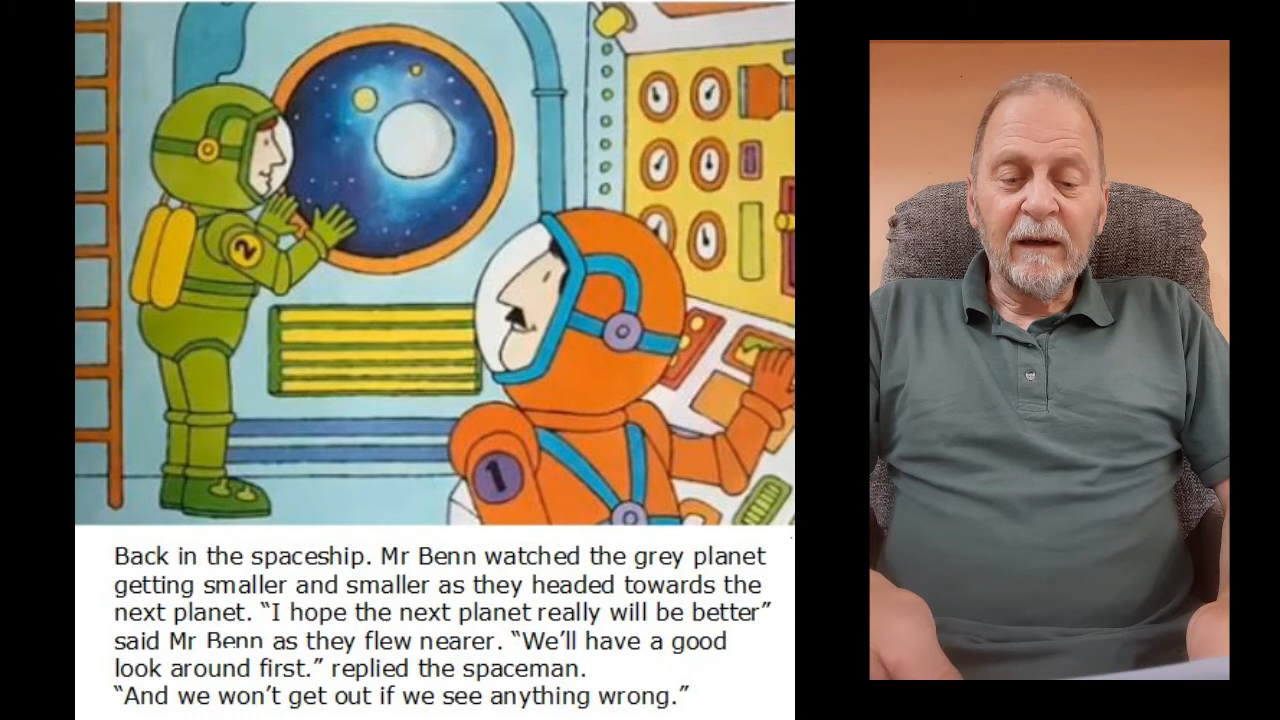 2
1
Back in the spaceship. Mr Benn watched the grey planet
getting smaller and smaller as they headed towards the
next planet. “I hope the next planet really will be better”
said Mr Benn as they flew nearer. “We’ll have a good
look around first.” replied the spaceman.
“And we won’t get out if we see anything wrong.”